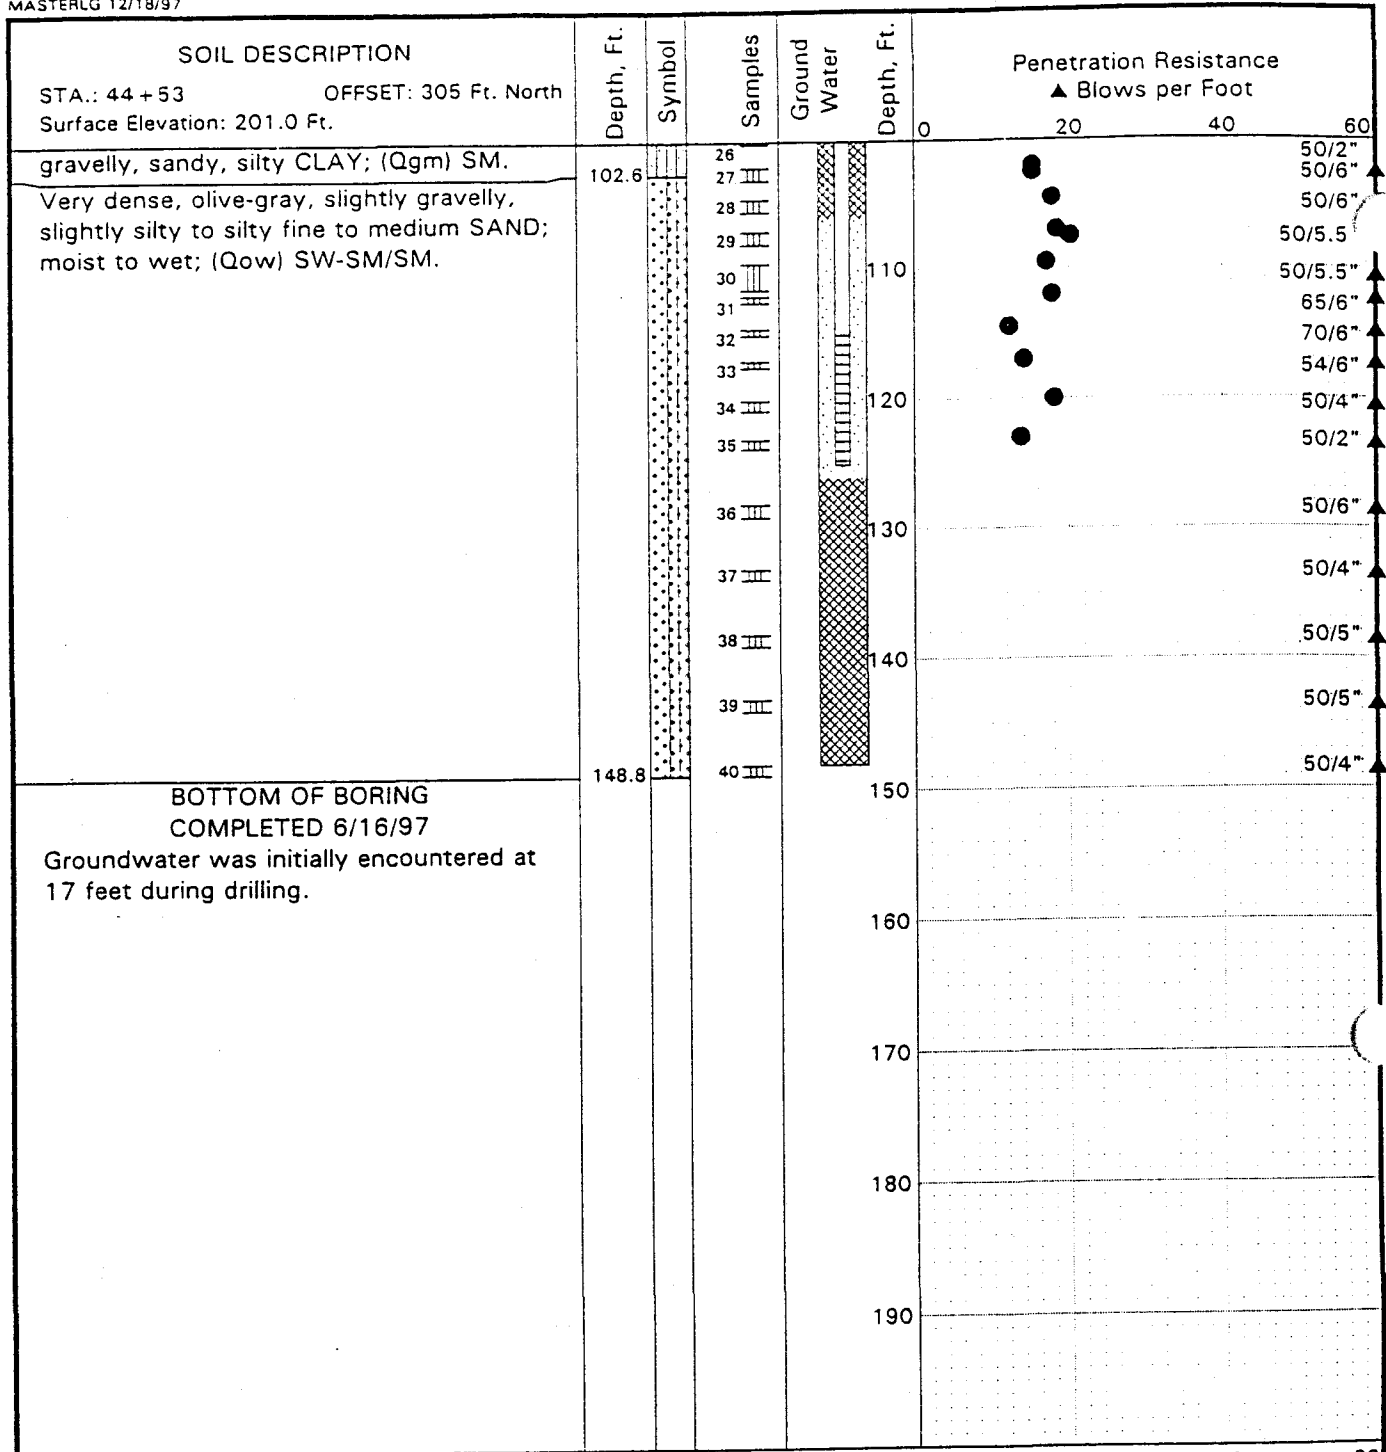 MASTERLG 12/18/97
SOIL DESCRIPTION
STA.: 44+53 OFFSET: 305 Ft. North
Surface Elevation: 201.0 Ft.
Depth, Ft.
Symbol
Samples
Ground Water
Depth, Ft.
Penetration Resistance
▲ Blows per Foot
0 20 40 60
gravelly, sandy, silty CLAY; (Qgm) SM.
102.6
Very dense, olive-gray, slightly gravelly,
slightly silty to silty fine to medium SAND;
moist to wet; (Qow) SW-SM/SM.
148.8
BOTTOM OF BORING
COMPLETED 6/16/97
Groundwater was initially encountered at
17 feet during drilling.
26
27
28
29
30
31
32
33
34
35
36
37
38
39
40
110
120
130
140
150
160
170
180
190
50/2"
50/6"
50/6"
50/5.5
50/5.5"
65/6"
70/6"
54/6"
50/4"
50/2"
50/6"
50/4"
50/5"
50/5"
50/4"